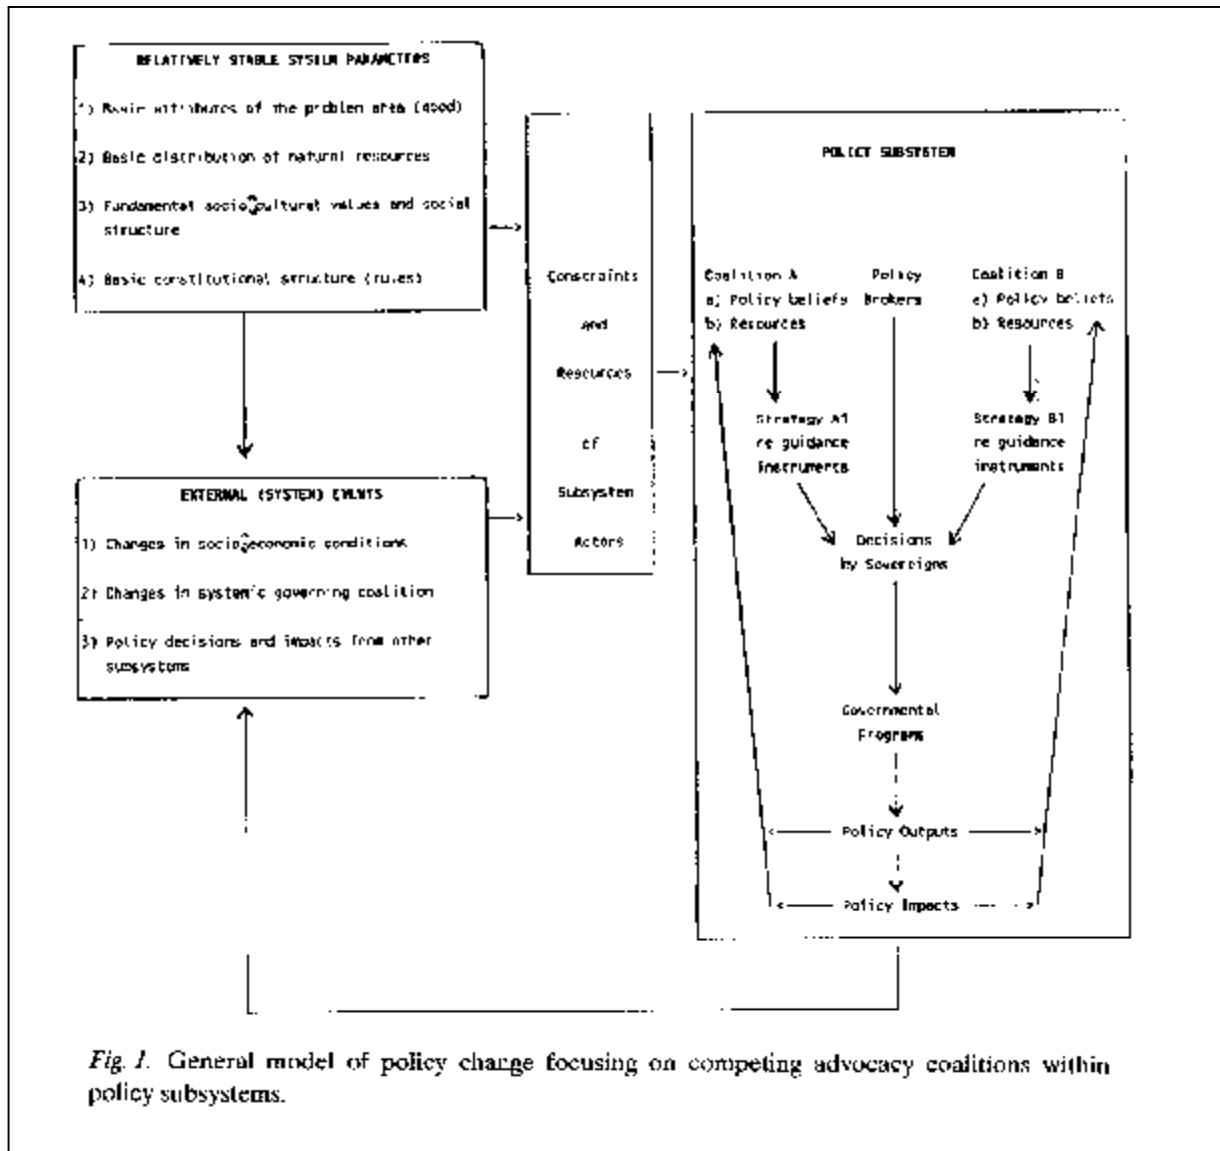 RELATIVELY STABLE SYSTEM PARAMETERS
1) Basic attributes of the problem area (good)
2) Basic distribution of natural resources
3) Fundamental socio-cultural values and social
structure
4) Basic constitutional structure (rules)
EXTERNAL (SYSTEM) EVENTS
1) Changes in socio-economic conditions
2) Changes in systemic governing coalition
3) Policy decisions and impacts from other
subsystems
Constraints
and
Resources
of
Subsystem
Actors
POLICY SUBSYSTEM
Coalition A
a) Policy beliefs
b) Resources
Policy
Brokers
Coalition B
a) Policy beliefs
b) Resources
Strategy A1
re guidance
instruments
Strategy B1
re guidance
instruments
Decisions
by Sovereigns
Governmental
Programs
Policy Outputs
Policy Impacts
Fig. 1. General model of policy change focusing on competing advocacy coalitions within
policy subsystems.